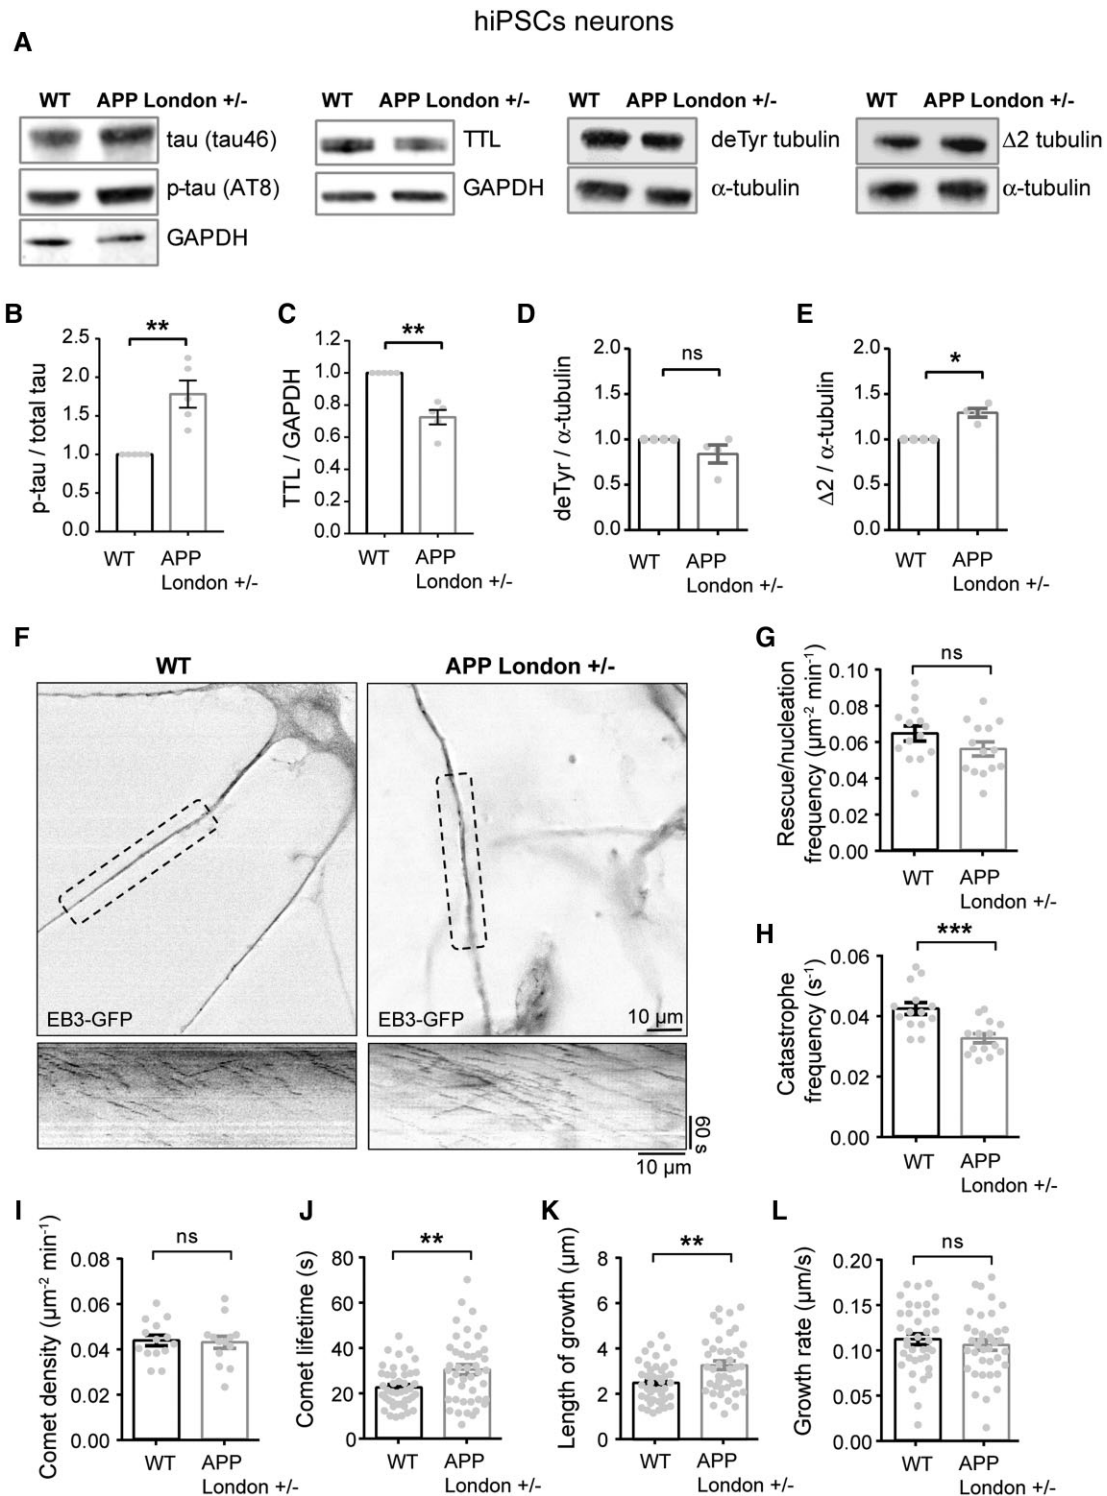 hiPSCs neurons
A
WT APP London +/-
tau (tau46)
p-tau (AT8)
GAPDH
WT APP London +/-
TTL
GAPDH
WT APP London +/-
deTyr tubulin
α-tubulin
WT APP London +/-
Δ2 tubulin
α-tubulin
B
p-tau / total tau
2.5
2.0
1.5
1.0
0.5
0.0
**
WT APP
London +/-
C
TTL / GAPDH
1.2
1.0
0.8
0.6
0.4
0.2
0.0
**
WT APP
London +/-
D
deTyr / α-tubulin
2.0
1.5
1.0
0.5
0.0
ns
WT APP
London +/-
E
Δ2 / α-tubulin
2.0
1.5
1.0
0.5
0.0
*
WT APP
London +/-
F
WT
APP London +/-
EB3-GFP
EB3-GFP
10 µm
60 s
10 µm
G
Rescue/nucleation
frequency (µm⁻² min⁻¹)
0.10
0.08
0.06
0.04
0.02
0.00
ns
WT APP
London +/-
H
Catastrophe
frequency (s⁻¹)
0.06
0.04
0.02
0.00
***
WT APP
London +/-
I
Comet density (µm⁻² min⁻¹)
0.08
0.06
0.04
0.02
0.00
ns
WT APP
London +/-
J
Comet lifetime (s)
80
60
40
20
0
**
WT APP
London +/-
K
Length of growth (µm)
8
6
4
2
0
**
WT APP
London +/-
L
Growth rate (µm/s)
0.20
0.15
0.10
0.05
0.00
ns
WT APP
London +/-